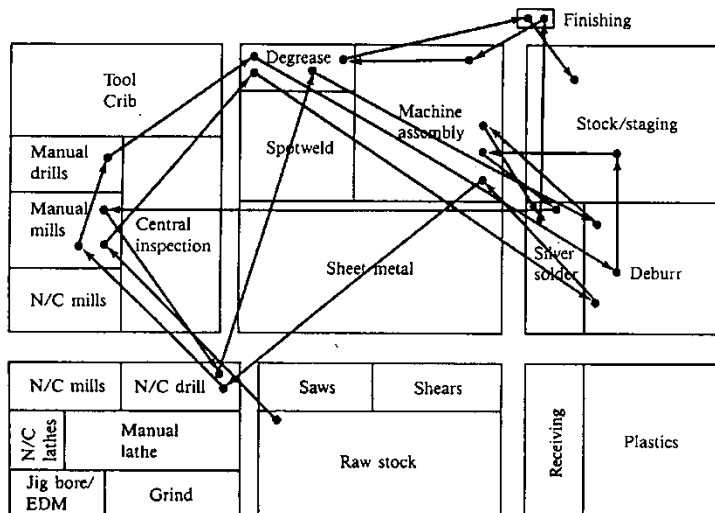 Finishing
Tool
Crib
Degrease
Machine
assembly
Stock/staging
Manual
drills
Spotweld
Manual
mills
Central
inspection
N/C mills
Sheet metal
Silver
solder
Deburr
N/C mills
N/C drill
Saws
Shears
N/C
lathes
Manual
lathe
Raw stock
Receiving
Plastics
Jig bore/
EDM
Grind